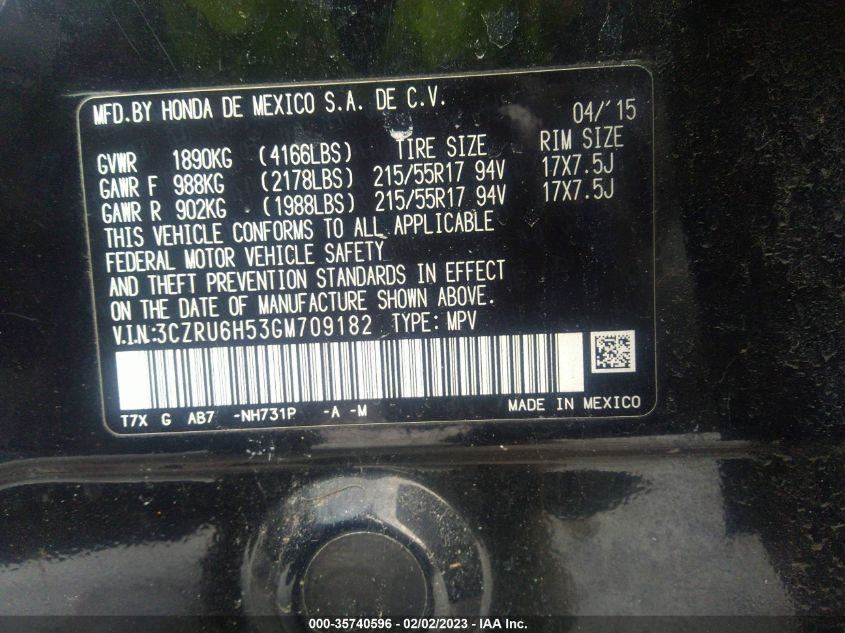 MFD.BY HONDA DE MEXICO S.A. DE C.V. 04/'15
GVWR 1890KG (4166LBS) TIRE SIZE RIM SIZE
GAWR F 988KG (2178LBS) 215/55R17 94V 17X7.5J
GAWR R 902KG (1988LBS) 215/55R17 94V 17X7.5J
THIS VEHICLE CONFORMS TO ALL APPLICABLE
FEDERAL MOTOR VEHICLE SAFETY
AND THEFT PREVENTION STANDARDS IN EFFECT
ON THE DATE OF MANUFACTURE SHOWN ABOVE.
V.I.N:3CZRU6H53GM709182 TYPE: MPV
T7X G AB7 -NH731P -A -M MADE IN MEXICO
000-35740596 - 02/02/2023 - IAA Inc.